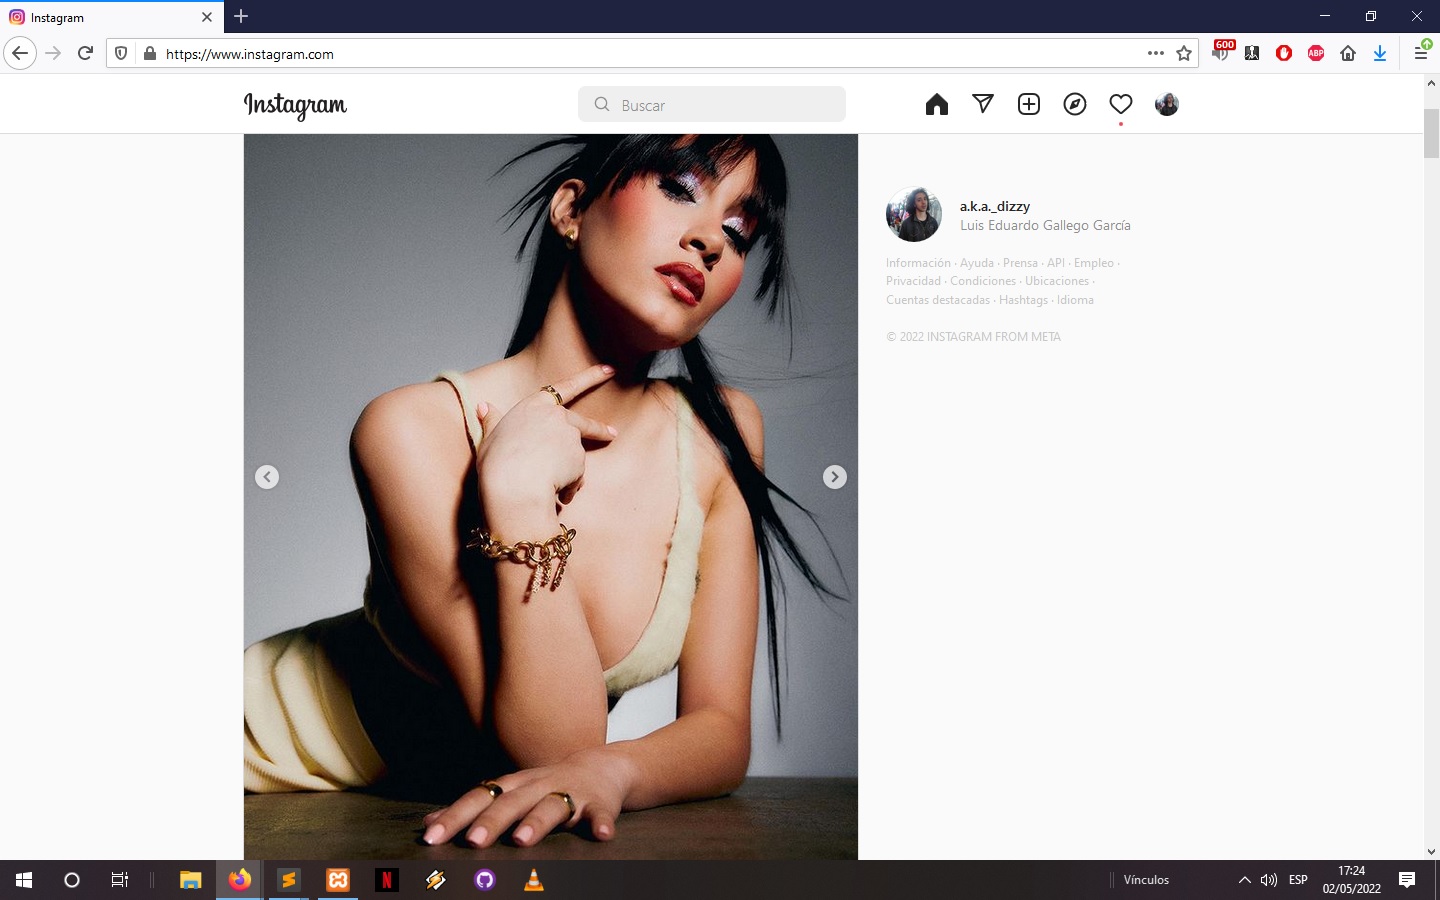 Instagram
https://www.instagram.com
600
ABP
Instagram
Buscar
a.k.a._dizzy
Luis Eduardo Gallego García
Información · Ayuda · Prensa · API · Empleo ·
Privacidad · Condiciones · Ubicaciones ·
Cuentas destacadas · Hashtags · Idioma
© 2022 INSTAGRAM FROM META
N
Vínculos
ESP
17:24
02/05/2022